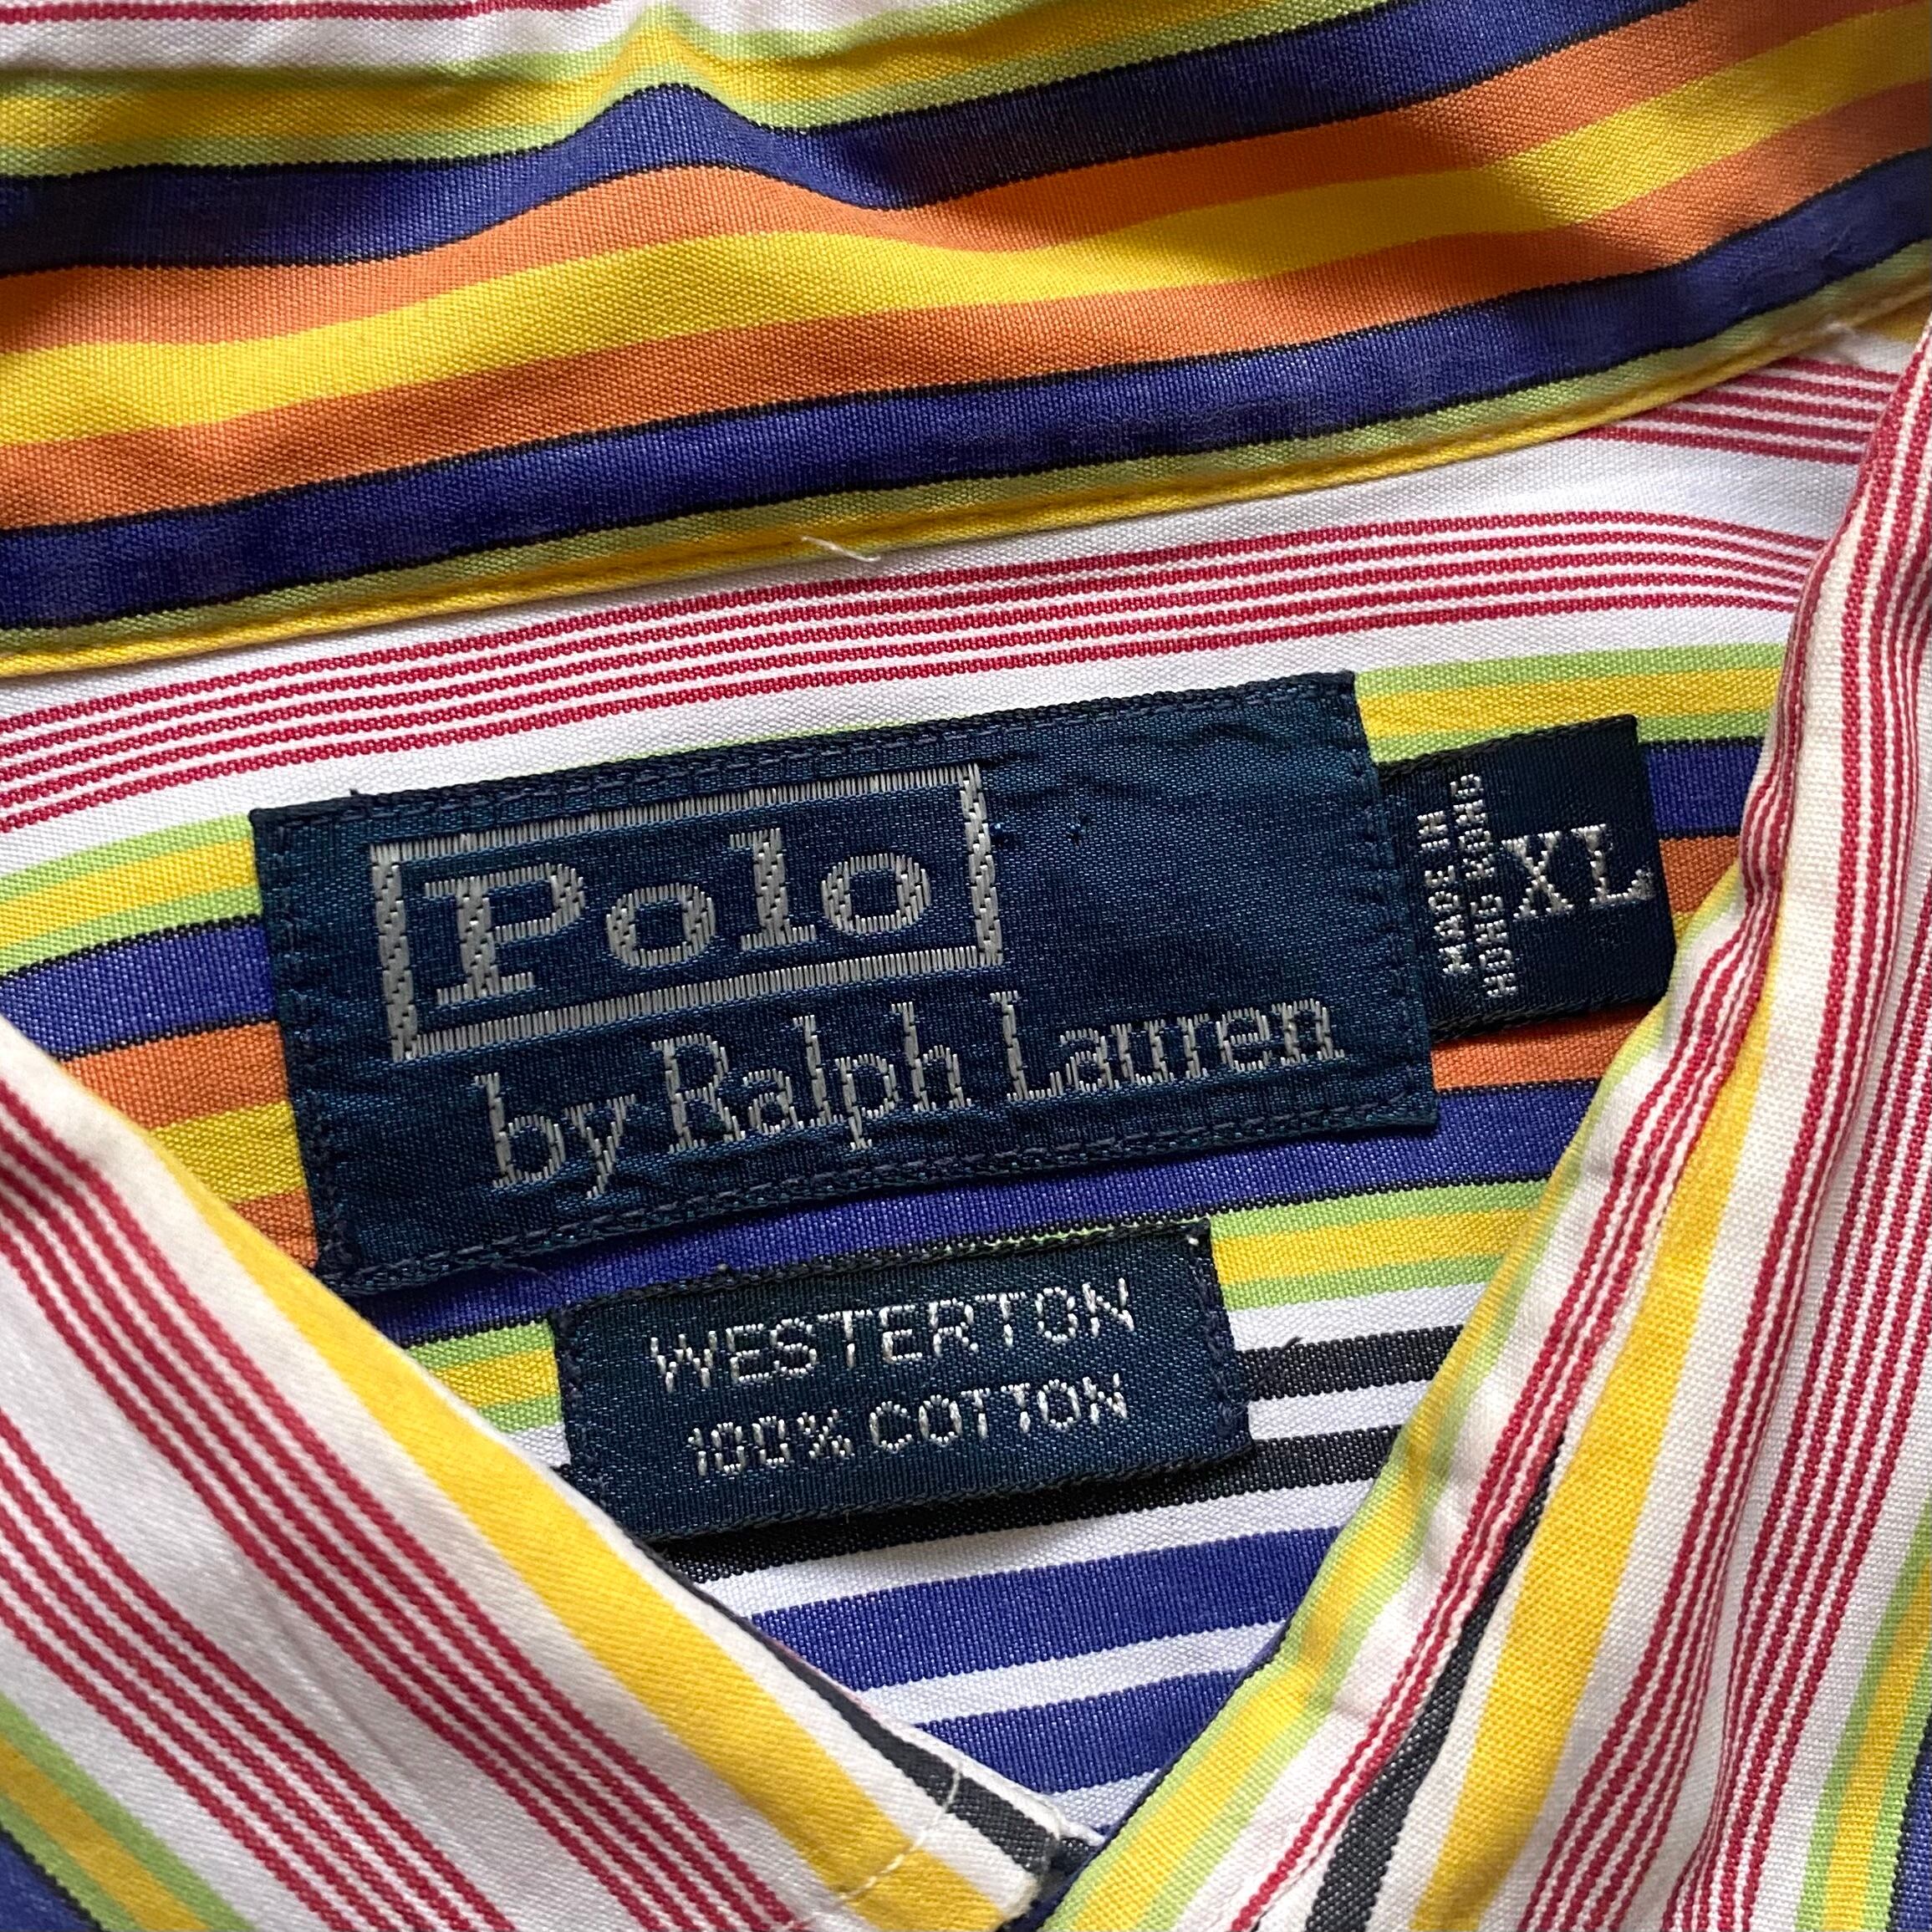 Polo
by Ralph Lauren
MADE IN
HONG KONG
XL
WESTERTON
100% COTTON